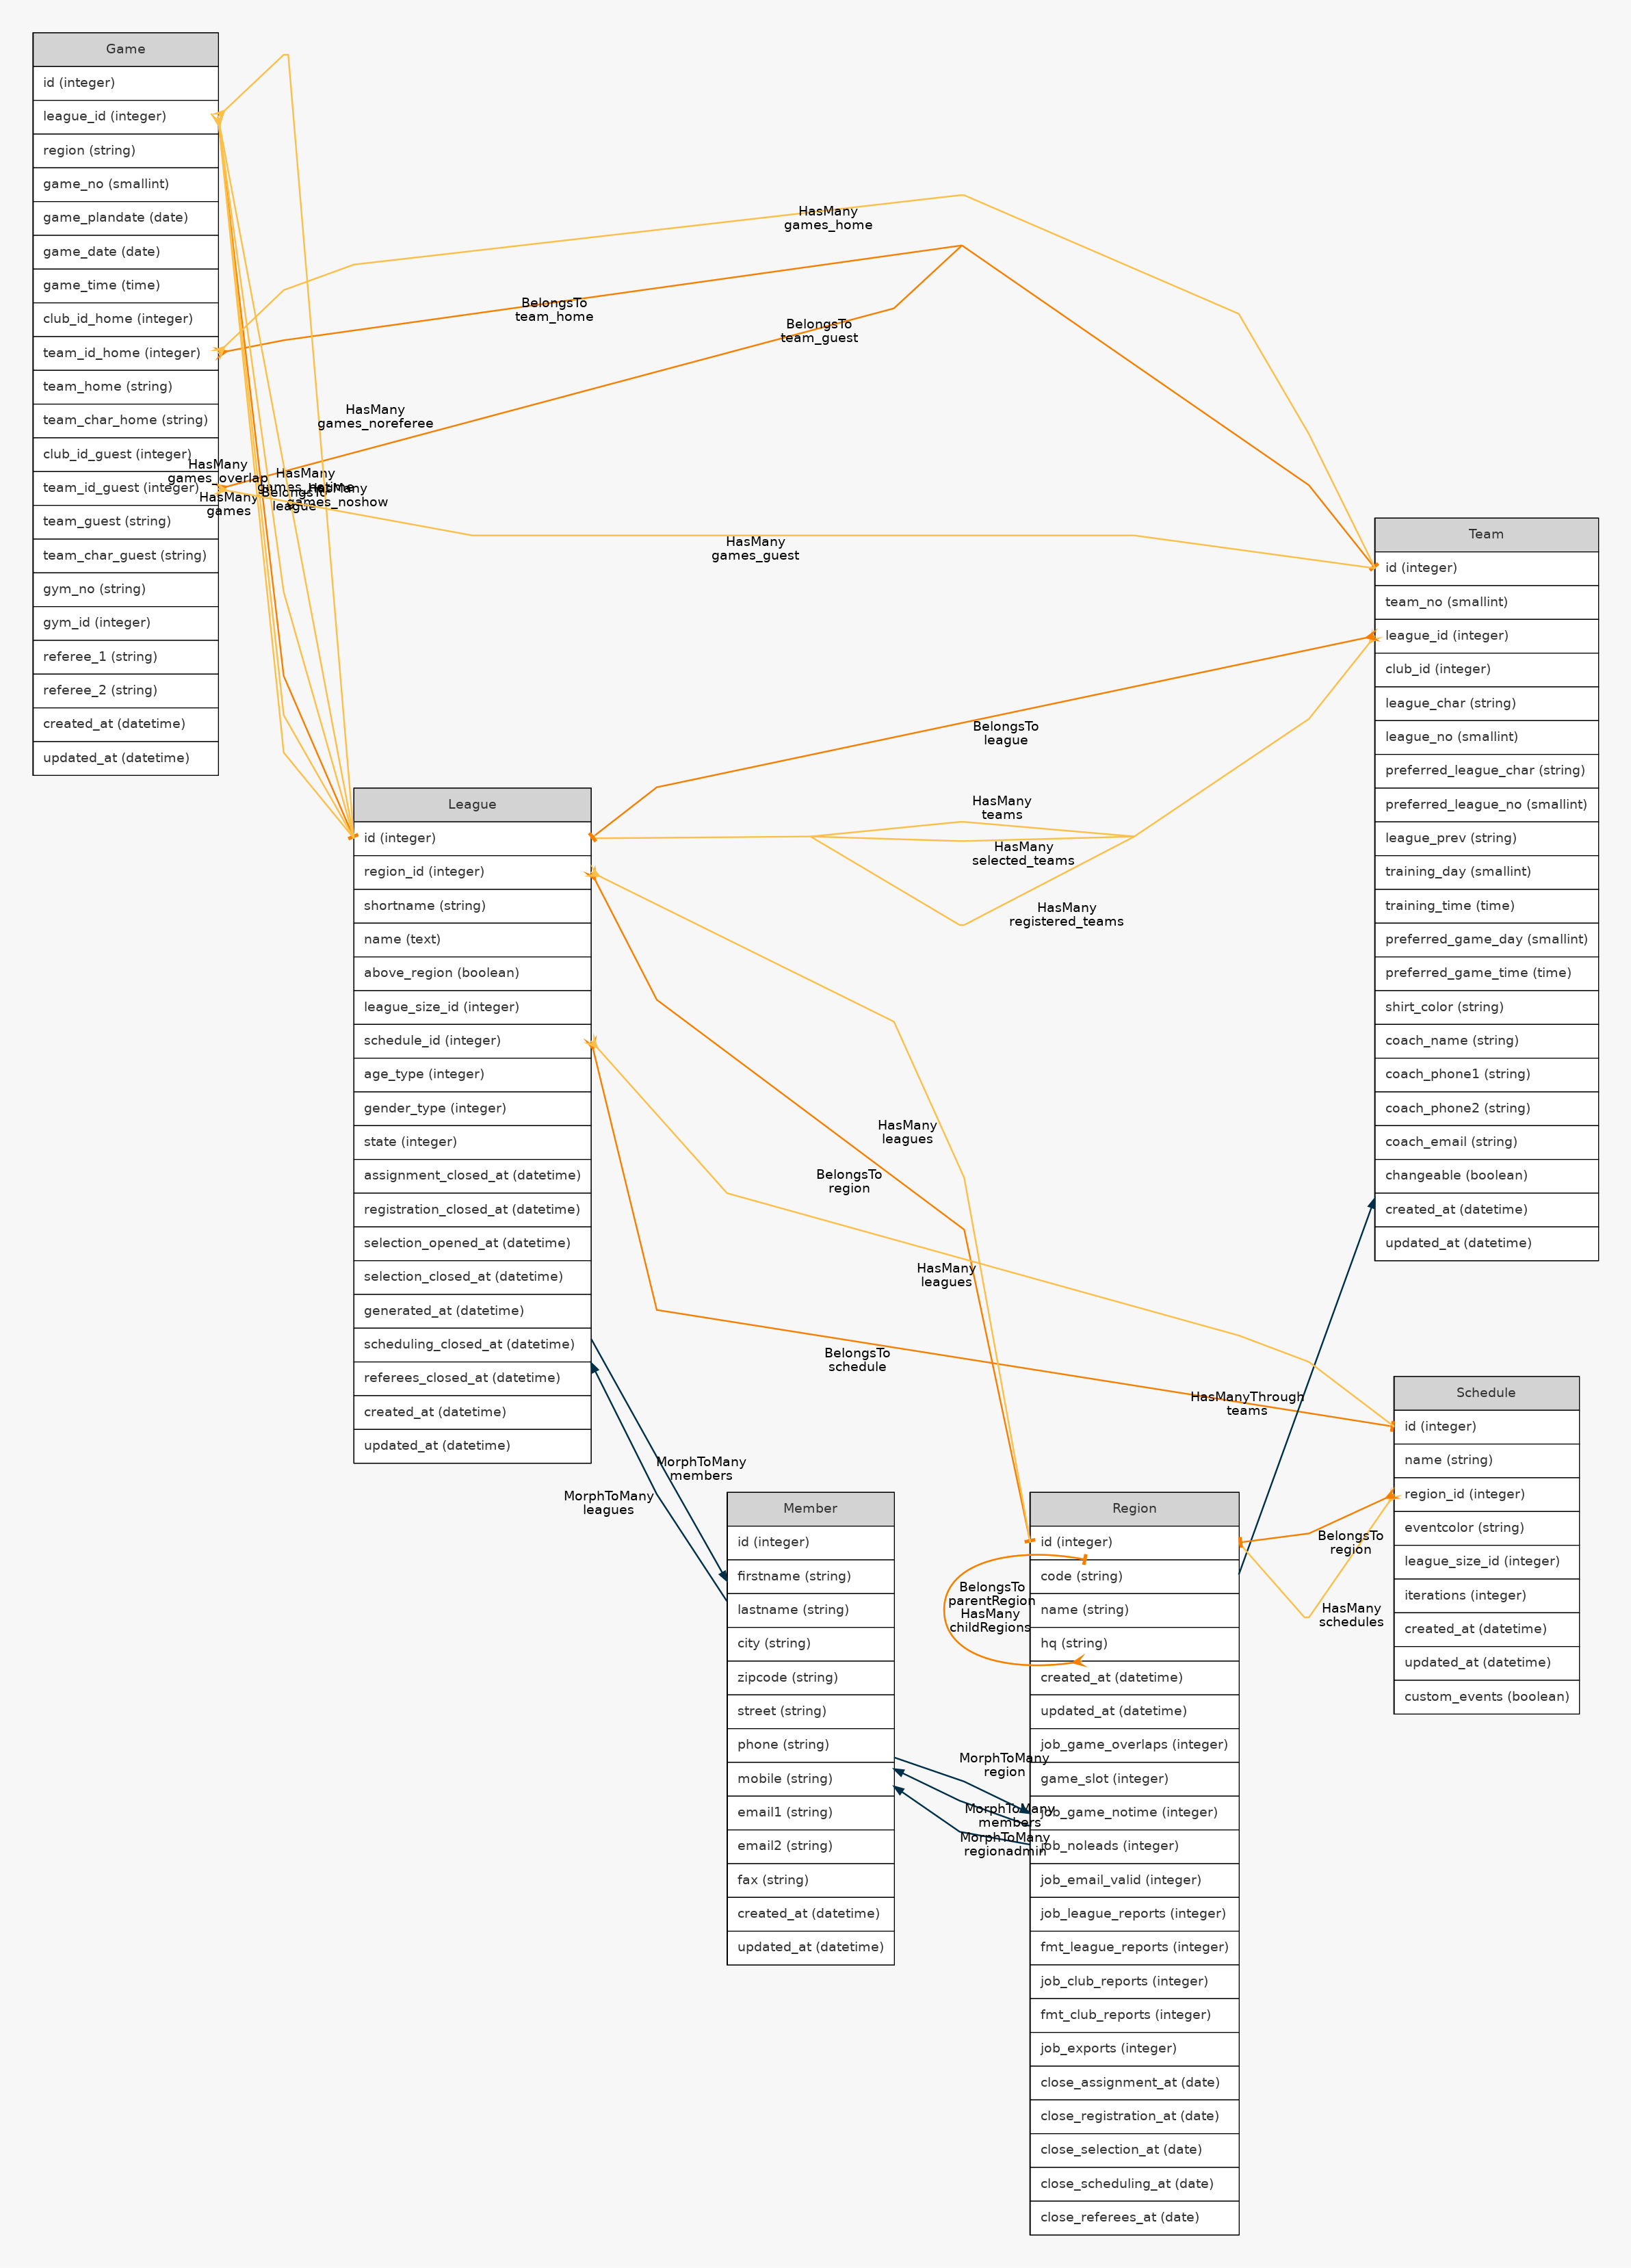 Game
id (integer)
league_id (integer)
region (string)
game_no (smallint)
game_plandate (date)
game_date (date)
game_time (time)
club_id_home (integer)
team_id_home (integer)
team_home (string)
team_char_home (string)
club_id_guest (integer)
team_id_guest (integer)
team_guest (string)
team_char_guest (string)
gym_no (string)
gym_id (integer)
referee_1 (string)
referee_2 (string)
created_at (datetime)
updated_at (datetime)
HasMany
games_home
BelongsTo
team_home
BelongsTo
team_guest
HasMany
games_noreferee
HasMany
games_overlap
HasMany
games
HasMany
BelongsTo
league
HasMany
games_noshow
HasMany
games_guest
Team
id (integer)
team_no (smallint)
league_id (integer)
club_id (integer)
league_char (string)
league_no (smallint)
preferred_league_char (string)
preferred_league_no (smallint)
league_prev (string)
training_day (smallint)
training_time (time)
preferred_game_day (smallint)
preferred_game_time (time)
shirt_color (string)
coach_name (string)
coach_phone1 (string)
coach_phone2 (string)
coach_email (string)
changeable (boolean)
created_at (datetime)
updated_at (datetime)
League
id (integer)
region_id (integer)
shortname (string)
name (text)
above_region (boolean)
league_size_id (integer)
schedule_id (integer)
age_type (integer)
gender_type (integer)
state (integer)
assignment_closed_at (datetime)
registration_closed_at (datetime)
selection_opened_at (datetime)
selection_closed_at (datetime)
generated_at (datetime)
scheduling_closed_at (datetime)
referees_closed_at (datetime)
created_at (datetime)
updated_at (datetime)
BelongsTo
league
HasMany
teams
HasMany
selected_teams
HasMany
registered_teams
HasMany
leagues
BelongsTo
region
HasMany
leagues
BelongsTo
schedule
HasManyThrough
teams
MorphToMany
members
MorphToMany
leagues
Schedule
id (integer)
name (string)
region_id (integer)
eventcolor (string)
league_size_id (integer)
iterations (integer)
created_at (datetime)
updated_at (datetime)
custom_events (boolean)
BelongsTo
region
HasMany
schedules
Member
id (integer)
firstname (string)
lastname (string)
city (string)
zipcode (string)
street (string)
phone (string)
mobile (string)
email1 (string)
email2 (string)
fax (string)
created_at (datetime)
updated_at (datetime)
BelongsTo
parentRegion
HasMany
childRegions
MorphToMany
region
MorphToMany
members
MorphToMany
regionadmin
Region
id (integer)
code (string)
name (string)
hq (string)
created_at (datetime)
updated_at (datetime)
job_game_overlaps (integer)
game_slot (integer)
job_game_notime (integer)
job_noleads (integer)
job_email_valid (integer)
job_league_reports (integer)
fmt_league_reports (integer)
job_club_reports (integer)
fmt_club_reports (integer)
job_exports (integer)
close_assignment_at (date)
close_registration_at (date)
close_selection_at (date)
close_scheduling_at (date)
close_referees_at (date)